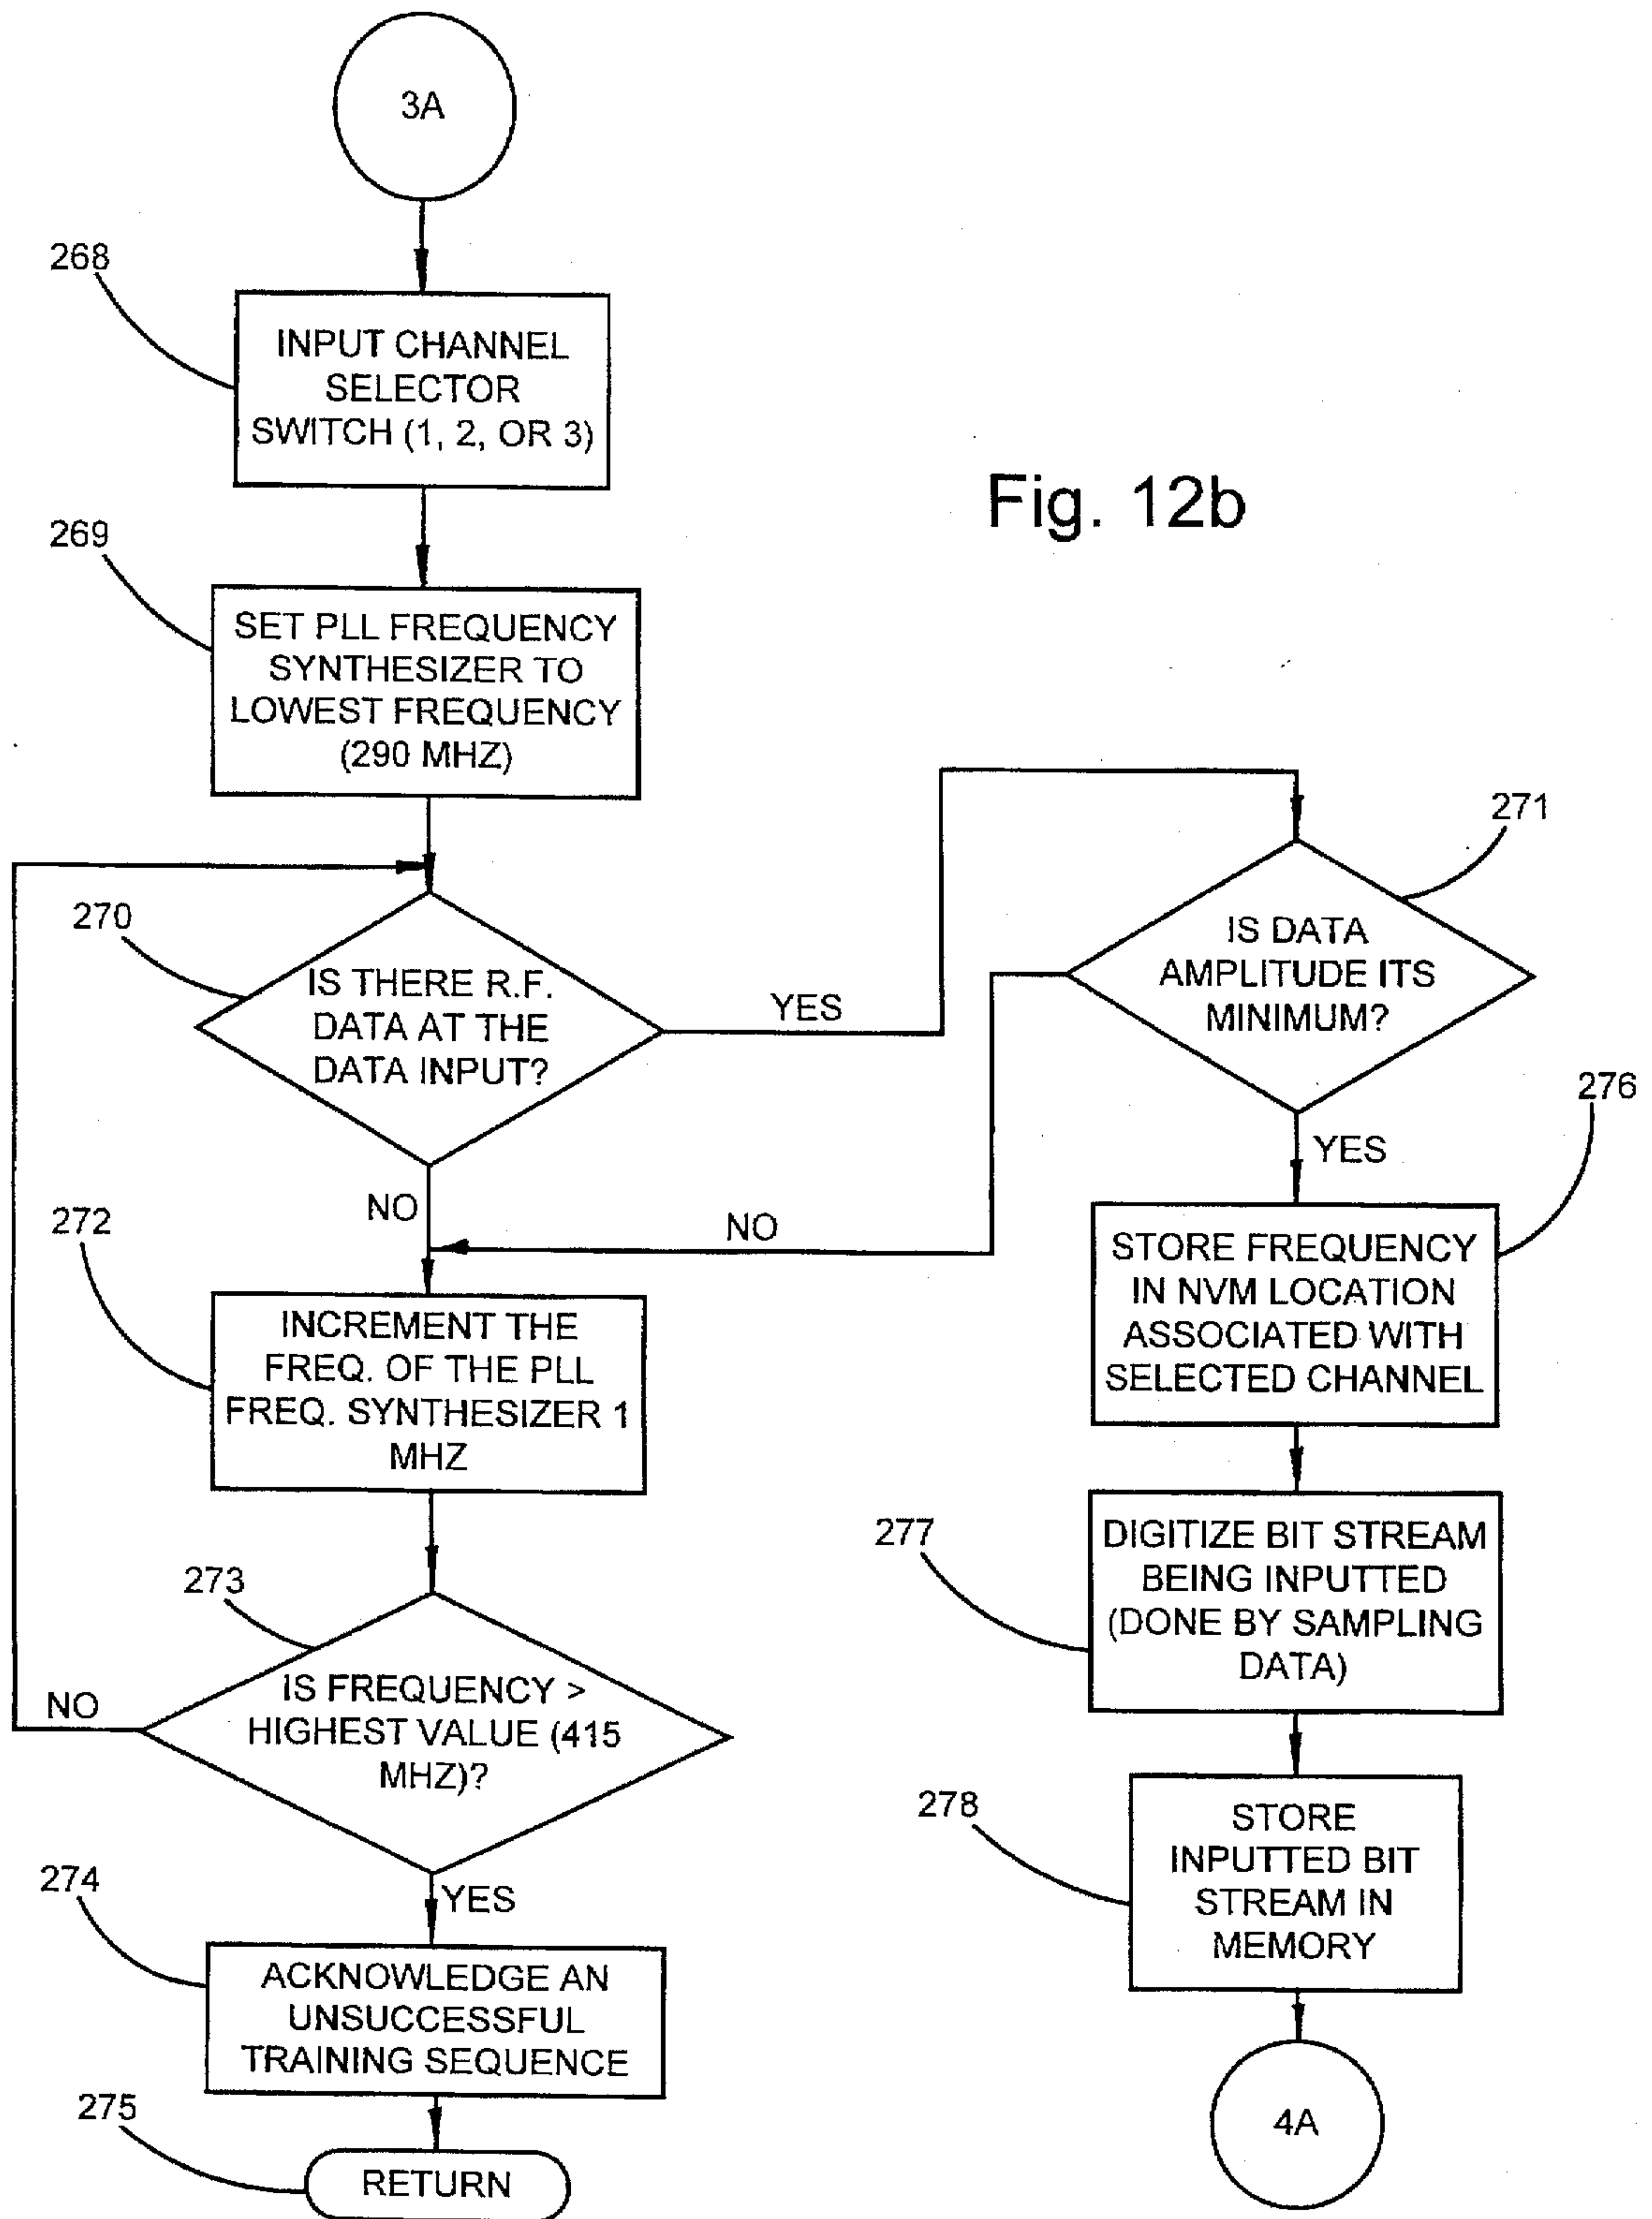 3A
268
INPUT CHANNEL
SELECTOR
SWITCH (1, 2, OR 3)
Fig. 12b
269
SET PLL FREQUENCY
SYNTHESIZER TO
LOWEST FREQUENCY
(290 MHZ)
270
IS THERE R.F.
DATA AT THE
DATA INPUT?
YES
NO
271
IS DATA
AMPLITUDE ITS
MINIMUM?
YES
NO
272
INCREMENT THE
FREQ. OF THE PLL
FREQ. SYNTHESIZER 1
MHZ
273
IS FREQUENCY >
HIGHEST VALUE (415
MHZ)?
NO
YES
274
ACKNOWLEDGE AN
UNSUCCESSFUL
TRAINING SEQUENCE
275
RETURN
276
STORE FREQUENCY
IN NVM LOCATION
ASSOCIATED WITH
SELECTED CHANNEL
277
DIGITIZE BIT STREAM
BEING INPUTTED
(DONE BY SAMPLING
DATA)
278
STORE
INPUTTED BIT
STREAM IN
MEMORY
4A